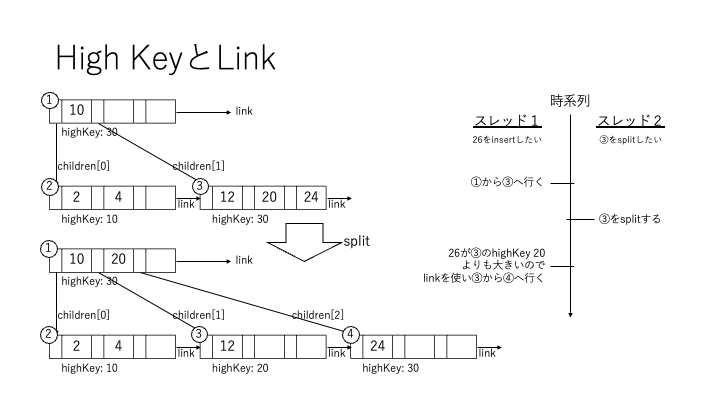 High KeyとLink
1
10
link
highKey: 30
children[0]
children[1]
2
2 4
link
highKey: 10
3
12 20 24
link
highKey: 30
split
1
10 20
link
highKey: 30
children[0]
children[1]
children[2]
2
2 4
link
highKey: 10
3
12
link
highKey: 20
4
24
link
highKey: 30
時系列
スレッド１
スレッド２
26をinsertしたい
③をsplitしたい
①から③へ行く
③をsplitする
26が③のhighKey 20
よりも大きいので
linkを使い③から④へ行く